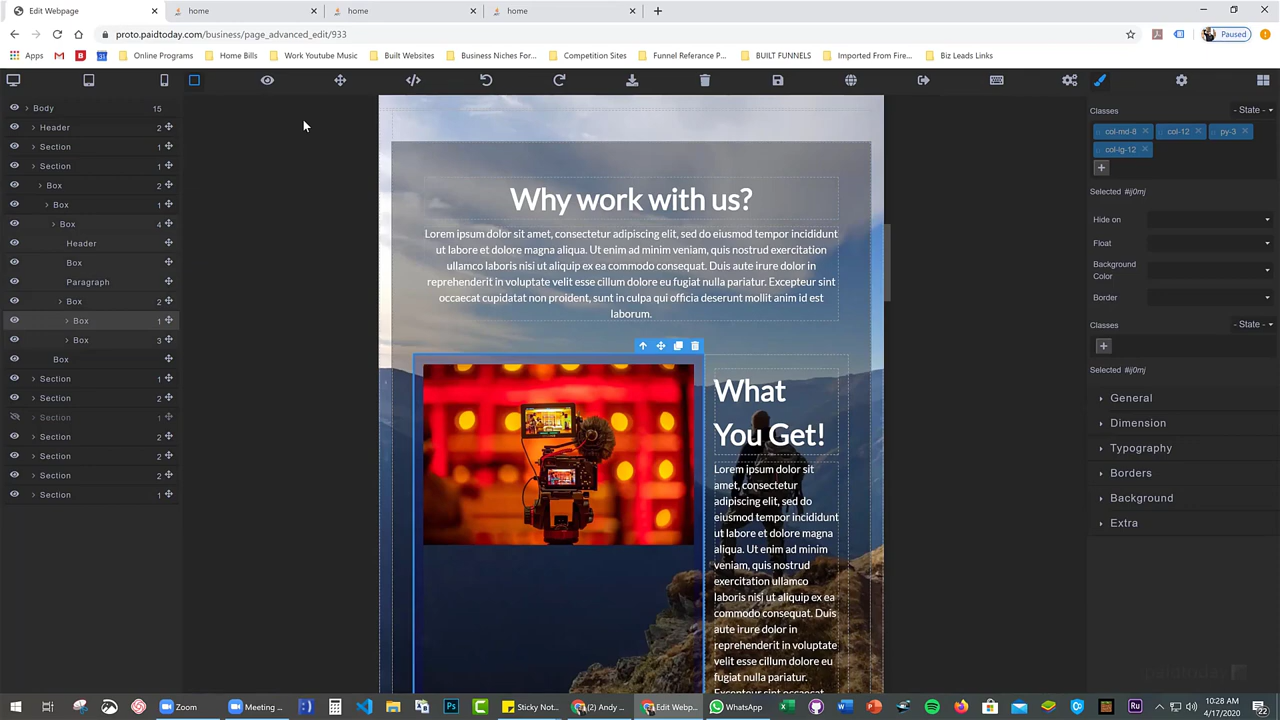 Edit Webpage
home
home
home
proto.paidtoday.com/business/page_advanced_edit/933
Paused
Apps
Online Programs
Home Bills
Work Youtube Music
Built Websites
Business Niches For...
Competition Sites
Funnel Reference P...
BUILT FUNNELS
Imported From Fire...
Biz Leads Links
Body 15
Header 2
Section 1
Section 1
Box 2
Box 1
Box 4
Header
Box
Paragraph
Box 2
Box 1
Box 3
Box
Section 1
Section 1
Section 1
Section 2
Section 2
Section 2
Section 1
Why work with us?
Lorem ipsum dolor sit amet, consectetur adipiscing elit, sed do eiusmod tempor incididunt
ut labore et dolore magna aliqua. Ut enim ad minim veniam, quis nostrud exercitation
ullamco laboris nisi ut aliquip ex ea commodo consequat. Duis aute irure dolor in
reprehenderit in voluptate velit esse cillum dolore eu fugiat nulla pariatur. Excepteur sint
occaecat cupidatat non proident, sunt in culpa qui officia deserunt mollit anim id est
laborum.
What
You Get!
Lorem ipsum dolor sit
amet, consectetur
adipiscing elit, sed do
eiusmod tempor incididunt
ut labore et dolore magna
aliqua. Ut enim ad minim
veniam, quis nostrud
exercitation ullamco
laboris nisi ut aliquip ex ea
commodo consequat. Duis
aute irure dolor in
reprehenderit in voluptate
velit esse cillum dolore eu
fugiat nulla pariatur.
Excepteur sint occaecat
Classes
- State -
col-md-8
col-12
py-3
col-lg-12
Selected #ij0mj
Hide on
Float
Background
Color
Border
Classes
- State -
Selected #ij0mj
General
Dimension
Typography
Borders
Background
Extra
paidtoday
Zoom
Meeting ...
Sticky Not...
(2) Andy ...
Edit Webp...
WhatsApp
10:28 AM
4/17/2020